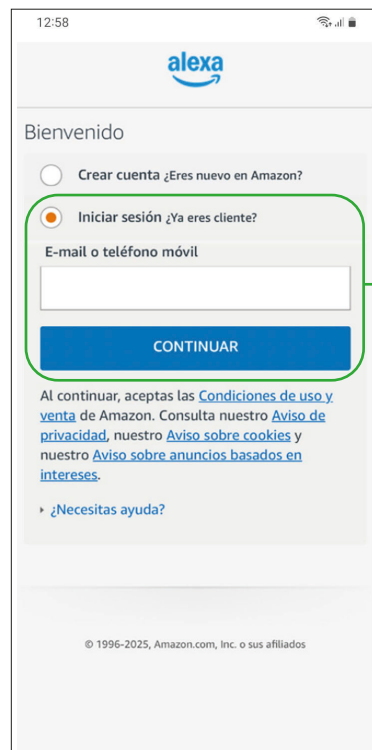 12:58
alexa
Bienvenido
Crear cuenta ¿Eres nuevo en Amazon?
Iniciar sesión ¿Ya eres cliente?
E-mail o teléfono móvil
CONTINUAR
Al continuar, aceptas las Condiciones de uso y
venta de Amazon. Consulta nuestro Aviso de
privacidad, nuestro Aviso sobre cookies y
nuestro Aviso sobre anuncios basados en
intereses.
¿Necesitas ayuda?
© 1996-2025, Amazon.com, Inc. o sus afiliados